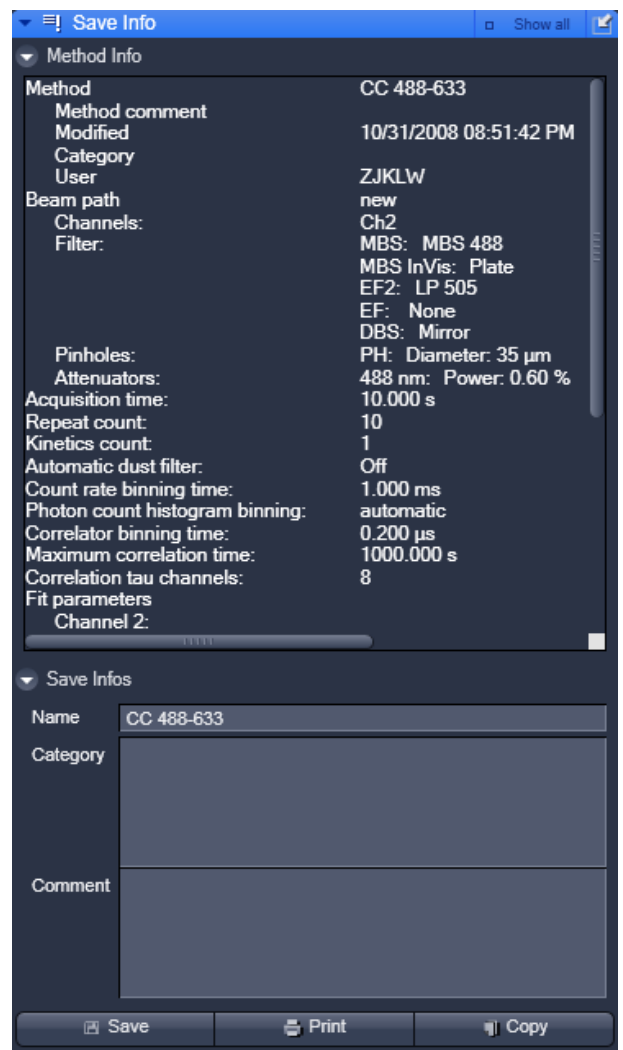 Save Info Show all
Method Info
Method CC 488-633
Method comment
Modified 10/31/2008 08:51:42 PM
Category
User ZJKLW
Beam path new
Channels: Ch2
Filter: MBS: MBS 488
MBS InVis: Plate
EF2: LP 505
EF: None
DBS: Mirror
Pinholes: PH: Diameter: 35 µm
Attenuators: 488 nm: Power: 0.60 %
Acquisition time: 10.000 s
Repeat count: 10
Kinetics count: 1
Automatic dust filter: Off
Count rate binning time: 1.000 ms
Photon count histogram binning: automatic
Correlator binning time: 0.200 µs
Maximum correlation time: 1000.000 s
Correlation tau channels: 8
Fit parameters
Channel 2:
Save Infos
Name CC 488-633
Category
Comment
Save Print Copy